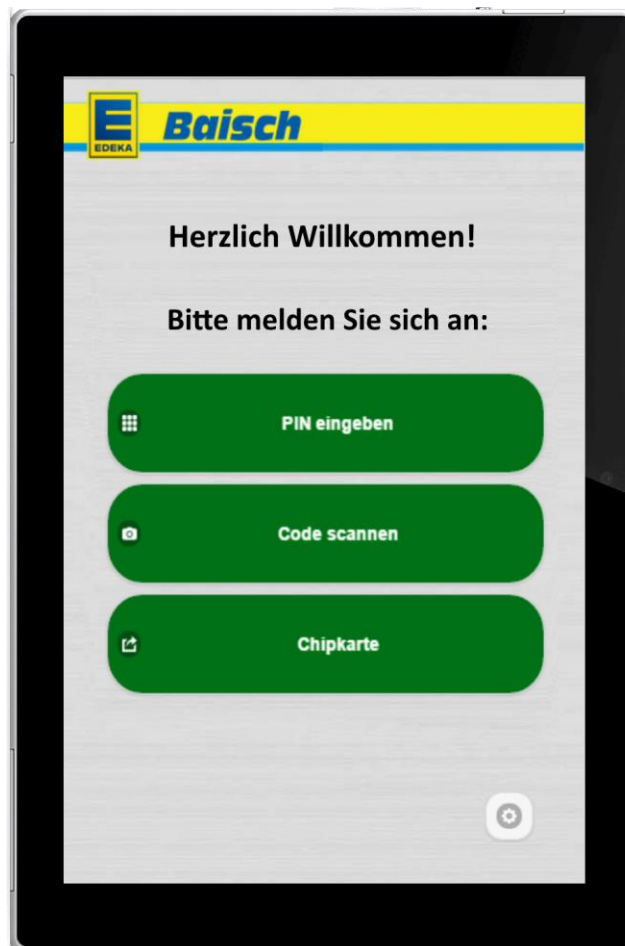 EDEKA
Baisch
Herzlich Willkommen!
Bitte melden Sie sich an:
PIN eingeben
Code scannen
Chipkarte